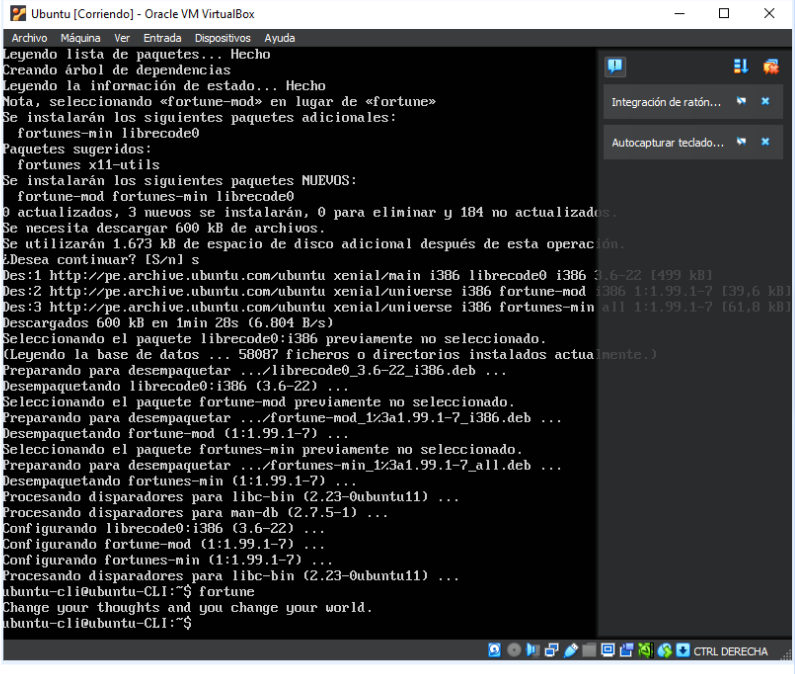 Ubuntu [Corriendo] - Oracle VM VirtualBox
Archivo Máquina Ver Entrada Dispositivos Ayuda
Leyendo lista de paquetes... Hecho
Creando árbol de dependencias
Leyendo la información de estado... Hecho
Nota, seleccionando «fortune-mod» en lugar de «fortune»
Se instalarán los siguientes paquetes adicionales:
  fortunes-min librecode0
Paquetes sugeridos:
  fortunes x11-utils
Se instalarán los siguientes paquetes NUEVOS:
  fortune-mod fortunes-min librecode0
0 actualizados, 3 nuevos se instalarán, 0 para eliminar y 184 no actualizados.
Se necesita descargar 600 kB de archivos.
Se utilizarán 1.673 kB de espacio de disco adicional después de esta operación.
¿Desea continuar? [S/n] s
Des:1 http://pe.archive.ubuntu.com/ubuntu xenial/main i386 librecode0 i386 3.6-22 [499 kB]
Des:2 http://pe.archive.ubuntu.com/ubuntu xenial/universe i386 fortune-mod i386 1:1.99.1-7 [39,6 kB]
Des:3 http://pe.archive.ubuntu.com/ubuntu xenial/universe i386 fortunes-min all 1:1.99.1-7 [61,8 kB]
Descargados 600 kB en 1min 28s (6.804 B/s)
Seleccionando el paquete librecode0:i386 previamente no seleccionado.
(Leyendo la base de datos ... 58087 ficheros o directorios instalados actualmente.)
Preparando para desempaquetar .../librecode0_3.6-22_i386.deb ...
Desempaquetando librecode0:i386 (3.6-22) ...
Seleccionando el paquete fortune-mod previamente no seleccionado.
Preparando para desempaquetar .../fortune-mod_1%3a1.99.1-7_i386.deb ...
Desempaquetando fortune-mod (1:1.99.1-7) ...
Seleccionando el paquete fortunes-min previamente no seleccionado.
Preparando para desempaquetar .../fortunes-min_1%3a1.99.1-7_all.deb ...
Desempaquetando fortunes-min (1:1.99.1-7) ...
Procesando disparadores para libc-bin (2.23-0ubuntu11) ...
Procesando disparadores para man-db (2.7.5-1) ...
Configurando librecode0:i386 (3.6-22) ...
Configurando fortune-mod (1:1.99.1-7) ...
Configurando fortunes-min (1:1.99.1-7) ...
Procesando disparadores para libc-bin (2.23-0ubuntu11) ...
ubuntu-cli@ubuntu-CLI:~$ fortune
Change your thoughts and you change your world.
ubuntu-cli@ubuntu-CLI:~$
Integración de ratón...
Autocapturar teclado...
CTRL DERECHA